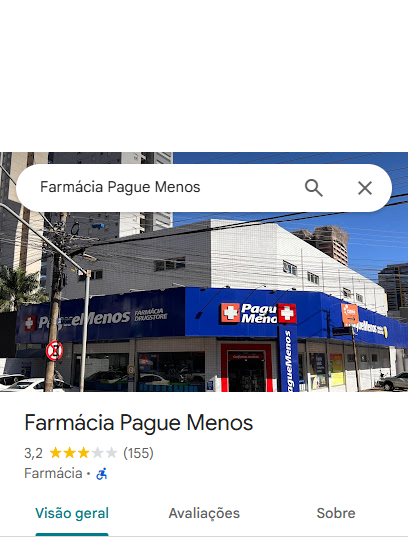 Farmácia Pague Menos
PagueMenos FARMÁCIA
DRUGSTORE
Pague
Menos
PagueMenos
PagueMenos
Farmácia Pague Menos
3,2 (155)
Farmácia ·
Visão geral Avaliações Sobre